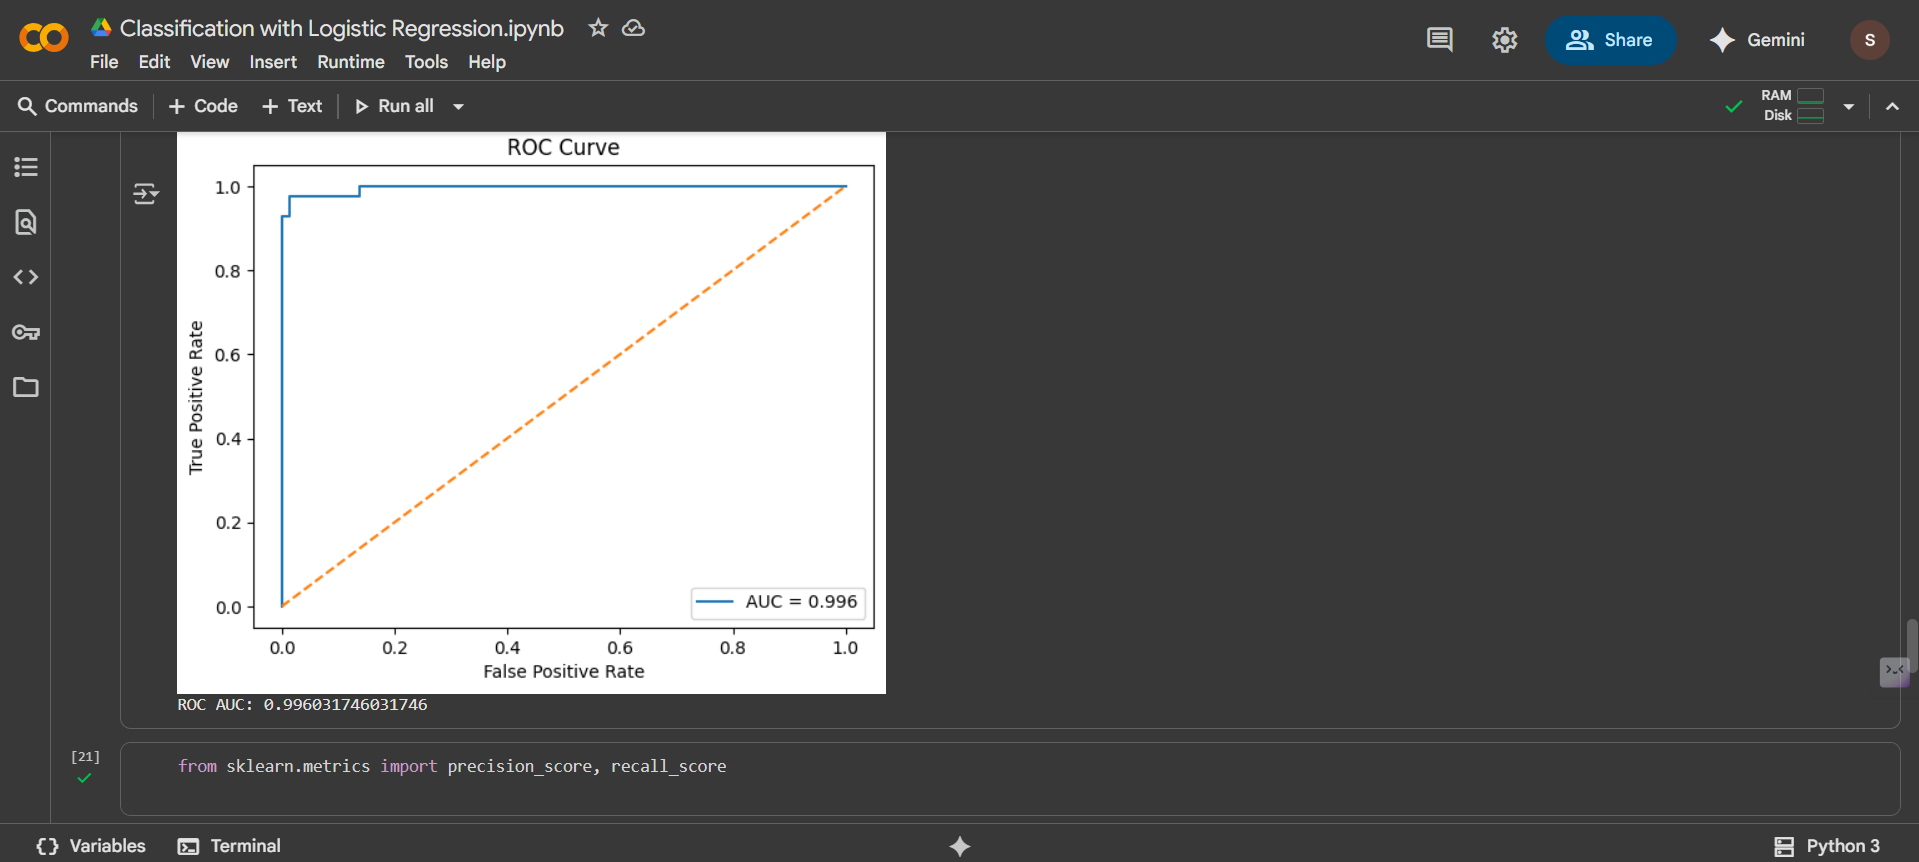 Classification with Logistic Regression.ipynb
File Edit View Insert Runtime Tools Help
Share
Gemini
S
Commands + Code + Text Run all
RAM
Disk
ROC Curve
1.0
0.8
0.6
0.4
0.2
0.0
True Positive Rate
AUC = 0.996
0.0 0.2 0.4 0.6 0.8 1.0
False Positive Rate
ROC AUC: 0.996031746031746
[21]
from sklearn.metrics import precision_score, recall_score
Variables Terminal
Python 3